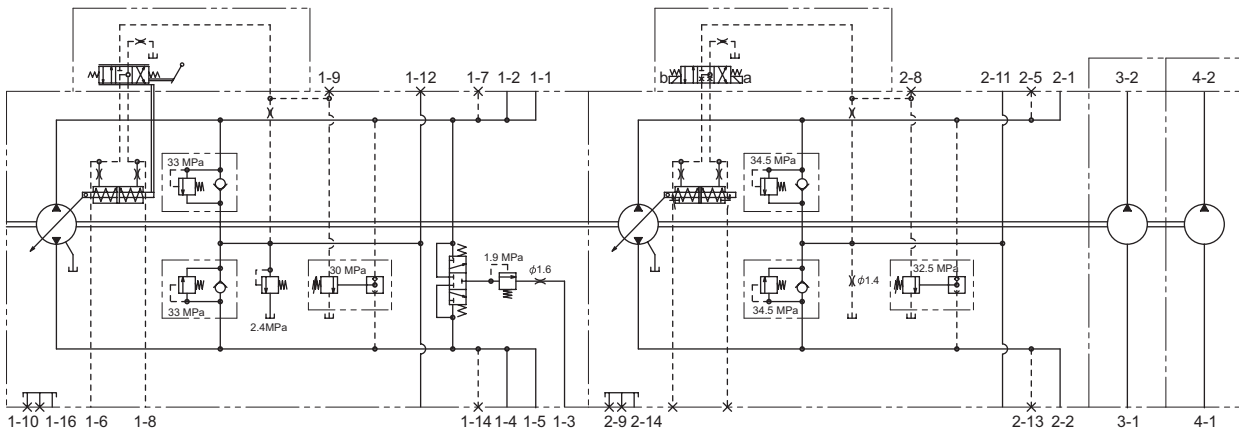 b a
1-9 1-12 1-7 1-2 1-1 2-8 2-11 2-5 2-1 3-2 4-2
33 MPa 34.5 MPa
30 MPa 1.9 MPa φ1.6 32.5 MPa
φ1.4
33 MPa 34.5 MPa
2.4MPa
1-10 1-16 1-6 1-8 1-14 1-4 1-5 1-3 2-9 2-14 2-13 2-2 3-1 4-1